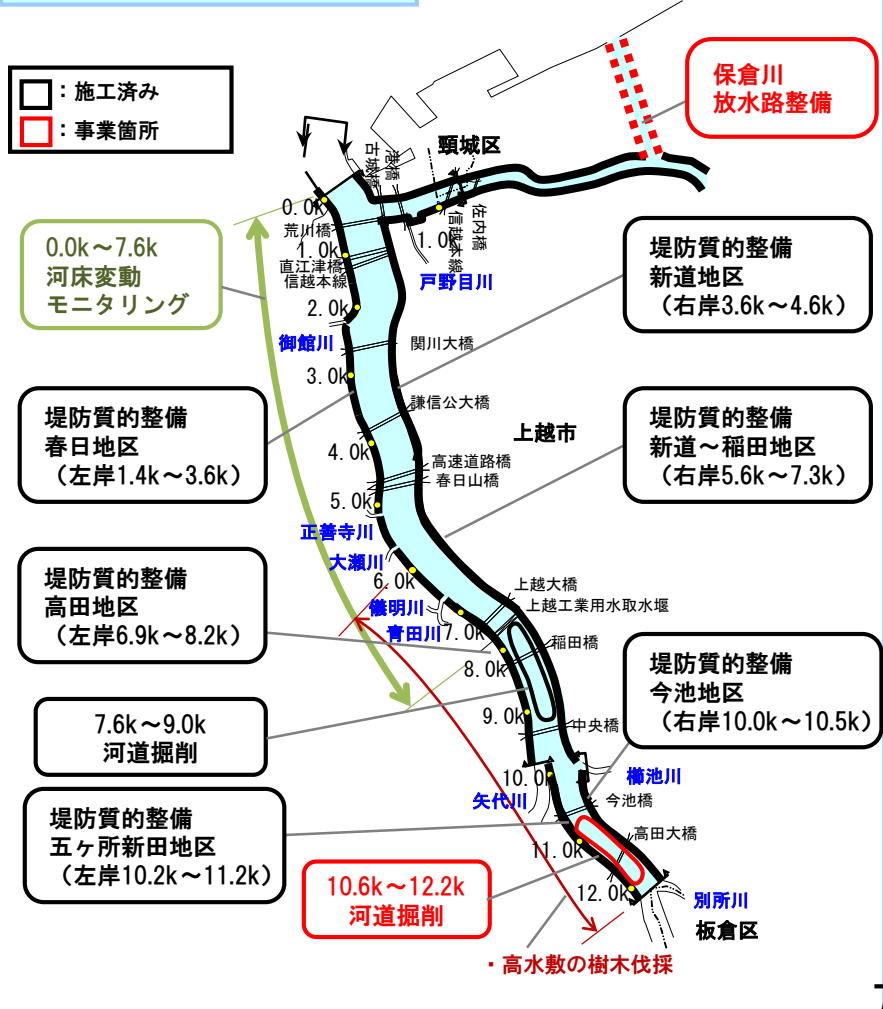 ：施工済み
：事業箇所
保倉川
放水路整備
頸城区
古城橋
港橋
佐内橋
信越本線
0.0k
荒川橋
1.0k
1.0k
直江津橋
信越本線
戸野目川
0.0k～7.6k
河床変動
モニタリング
堤防質的整備
新道地区
（右岸3.6k～4.6k）
2.0k
御館川
関川大橋
3.0k
謙信公大橋
堤防質的整備
春日地区
（左岸1.4k～3.6k）
上越市
堤防質的整備
新道～稲田地区
（右岸5.6k～7.3k）
4.0k
高速道路橋
春日山橋
5.0k
正善寺川
大瀬川
6.0k
堤防質的整備
高田地区
（左岸6.9k～8.2k）
儀明川
青田川
7.0k
上越大橋
上越工業用水取水堰
稲田橋
8.0k
堤防質的整備
今池地区
（右岸10.0k～10.5k）
7.6k～9.0k
河道掘削
9.0k
中央橋
10.0k
櫛池川
矢代川
今池橋
堤防質的整備
五ヶ所新田地区
（左岸10.2k～11.2k）
高田大橋
11.0k
10.6k～12.2k
河道掘削
12.0k
別所川
板倉区
・高水敷の樹木伐採